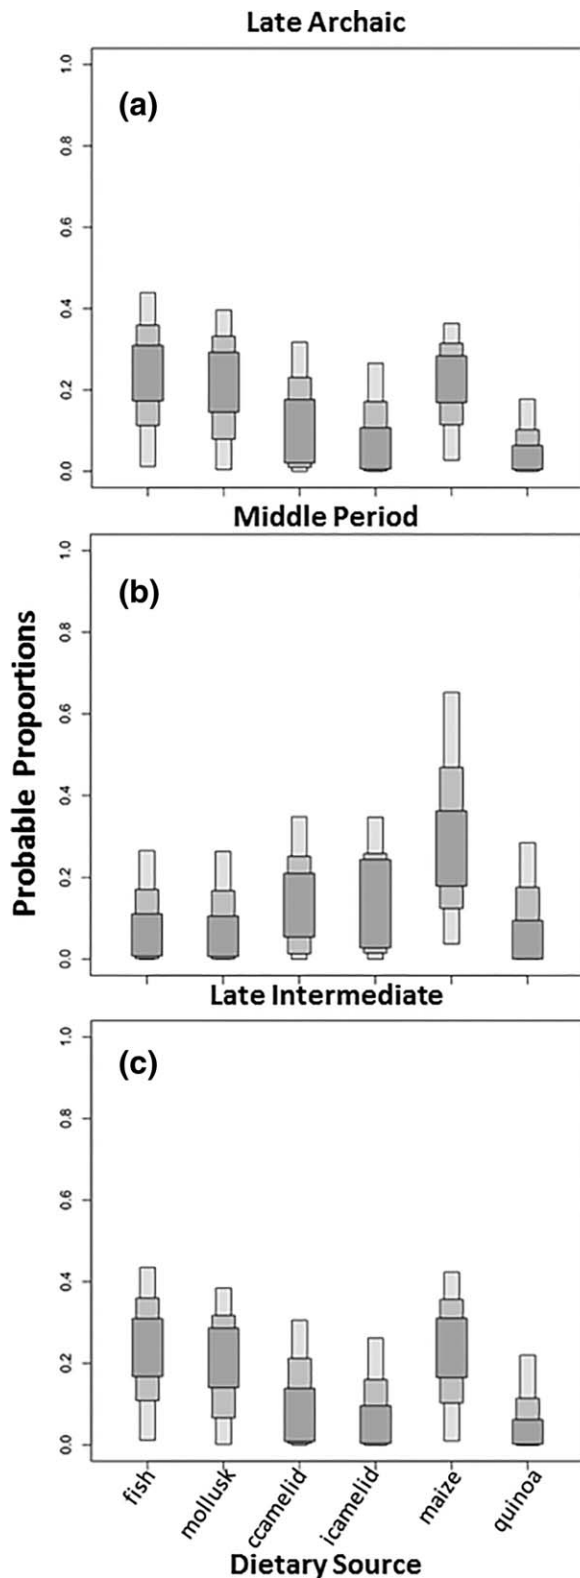 Late Archaic
(a)
1.0
0.8
0.6
0.4
0.2
0.0
Middle Period
(b)
1.0
0.8
0.6
0.4
0.2
0.0
Probable Proportions
Late Intermediate
(c)
1.0
0.8
0.6
0.4
0.2
0.0
fish
mollusk
ccamelid
icamelid
maize
quinoa
Dietary Source